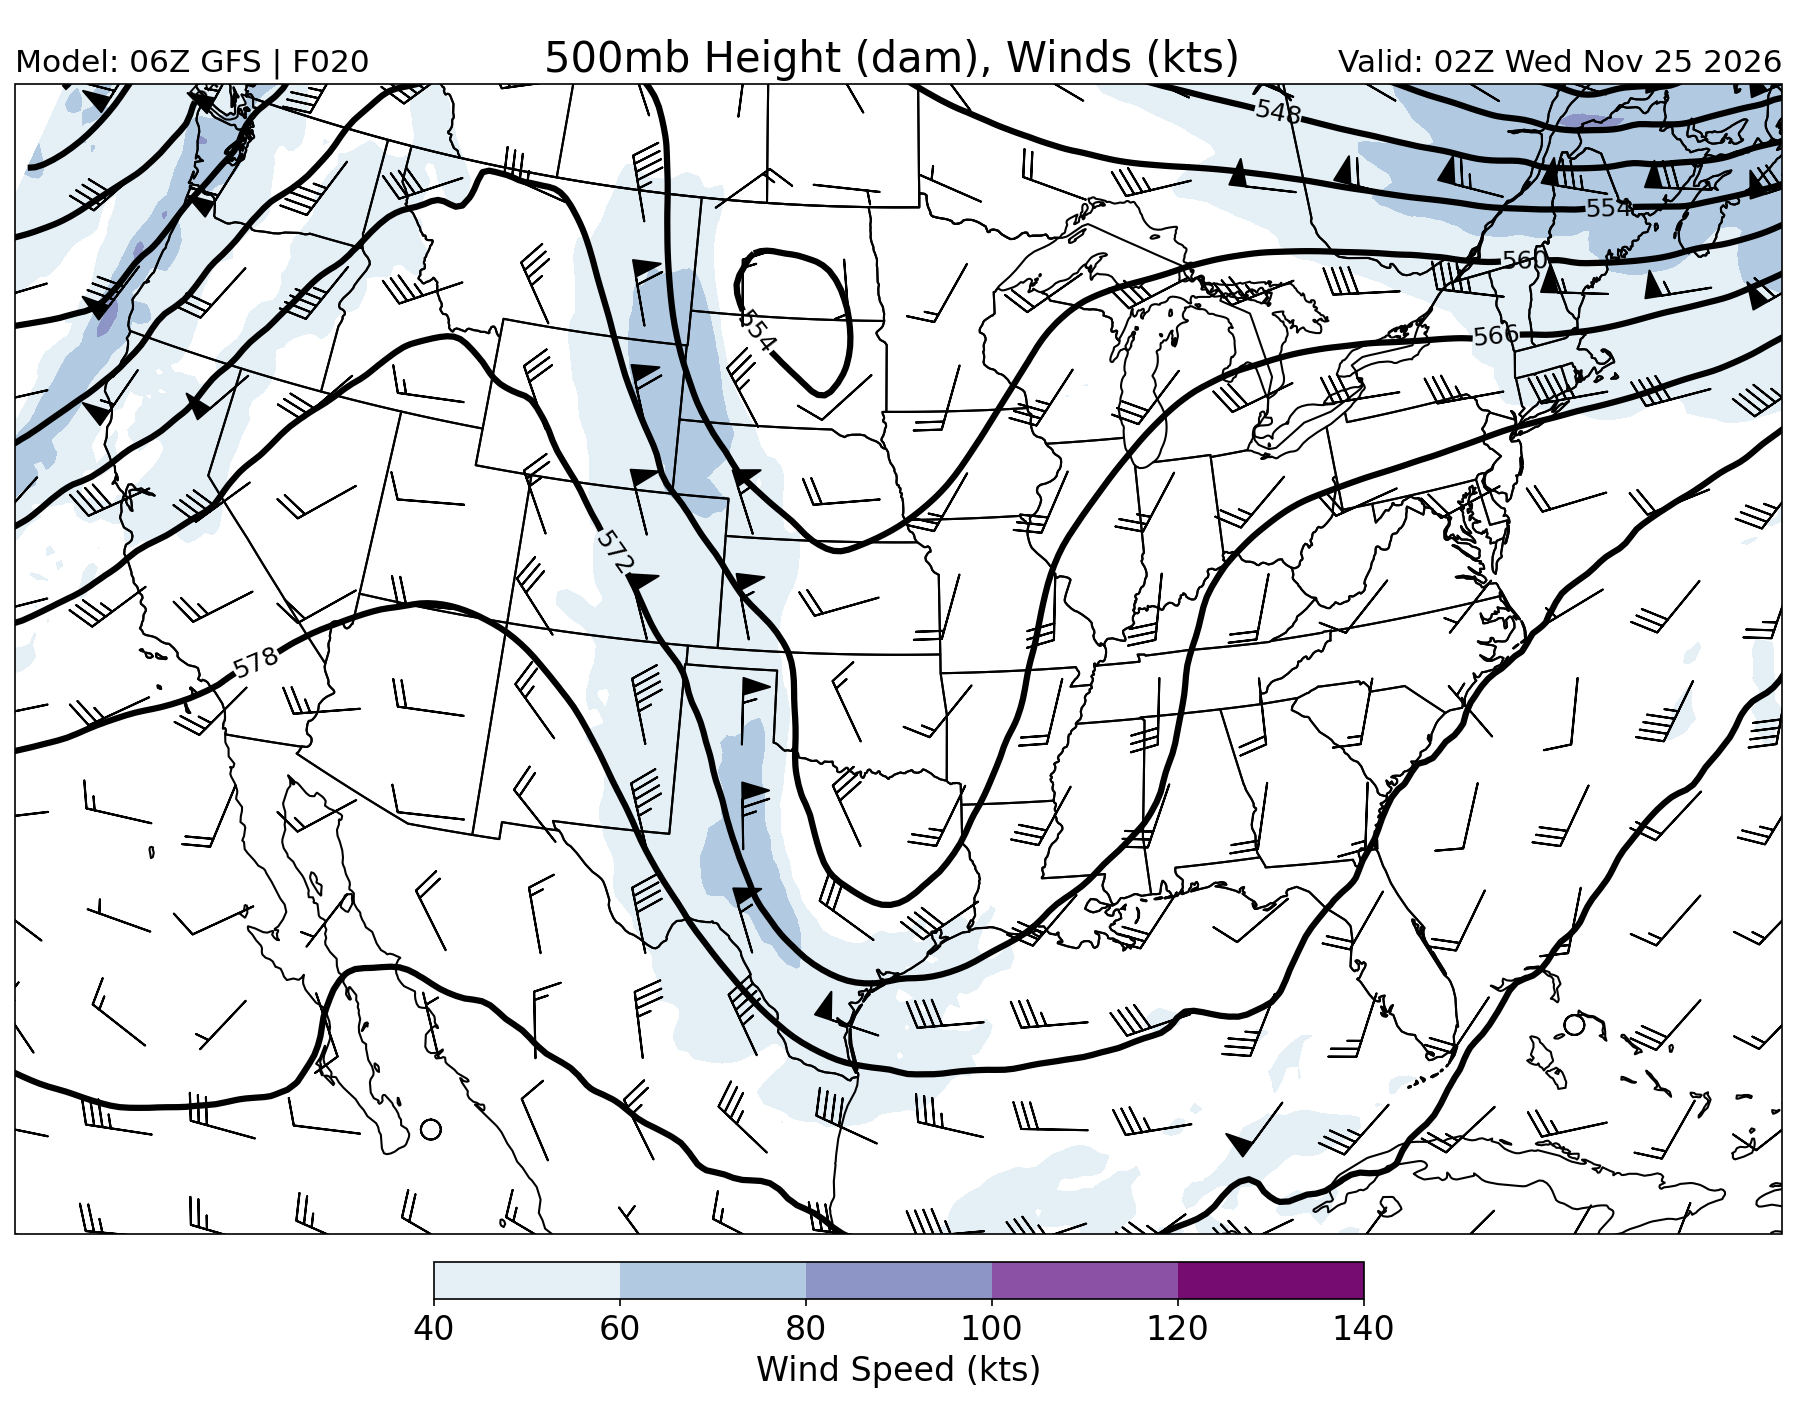 Model: 06Z GFS | F020
500mb Height (dam), Winds (kts)
Valid: 02Z Wed Nov 25 2026
548
554
560
554
566
572
578
40 60 80 100 120 140
Wind Speed (kts)